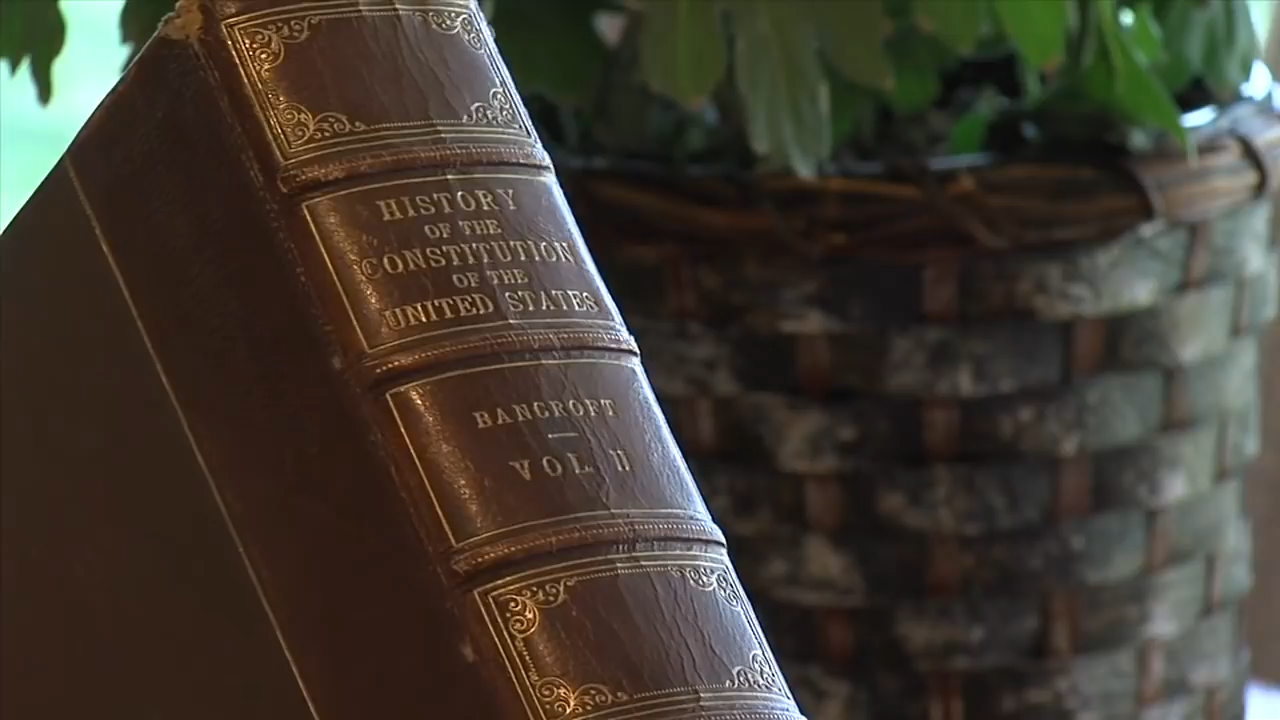 HISTORY
OF THE
CONSTITUTION
OF THE
UNITED STATES
BANCROFT
VOL II